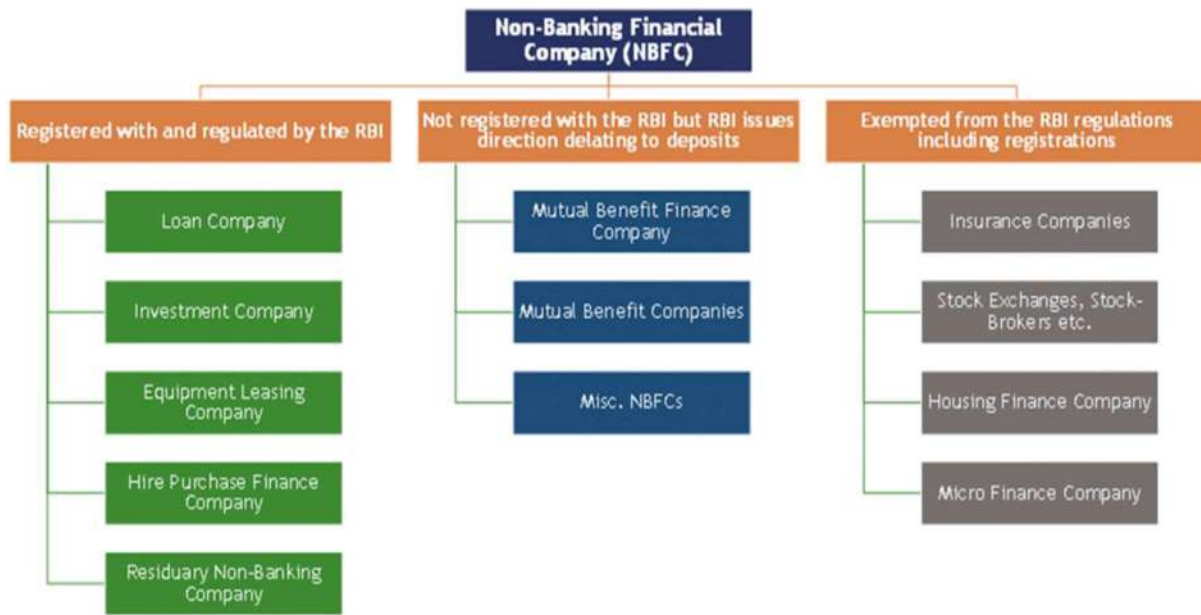 Non-Banking Financial
Company (NBFC)
Registered with and regulated by the RBI
Not registered with the RBI but RBI issues
direction delating to deposits
Exempted from the RBI regulations
including registrations
Loan Company
Investment Company
Equipment Leasing
Company
Hire Purchase Finance
Company
Residuary Non-Banking
Company
Mutual Benefit Finance
Company
Mutual Benefit Companies
Misc. NBFCs
Insurance Companies
Stock Exchanges, Stock-
Brokers etc.
Housing Finance Company
Micro Finance Company